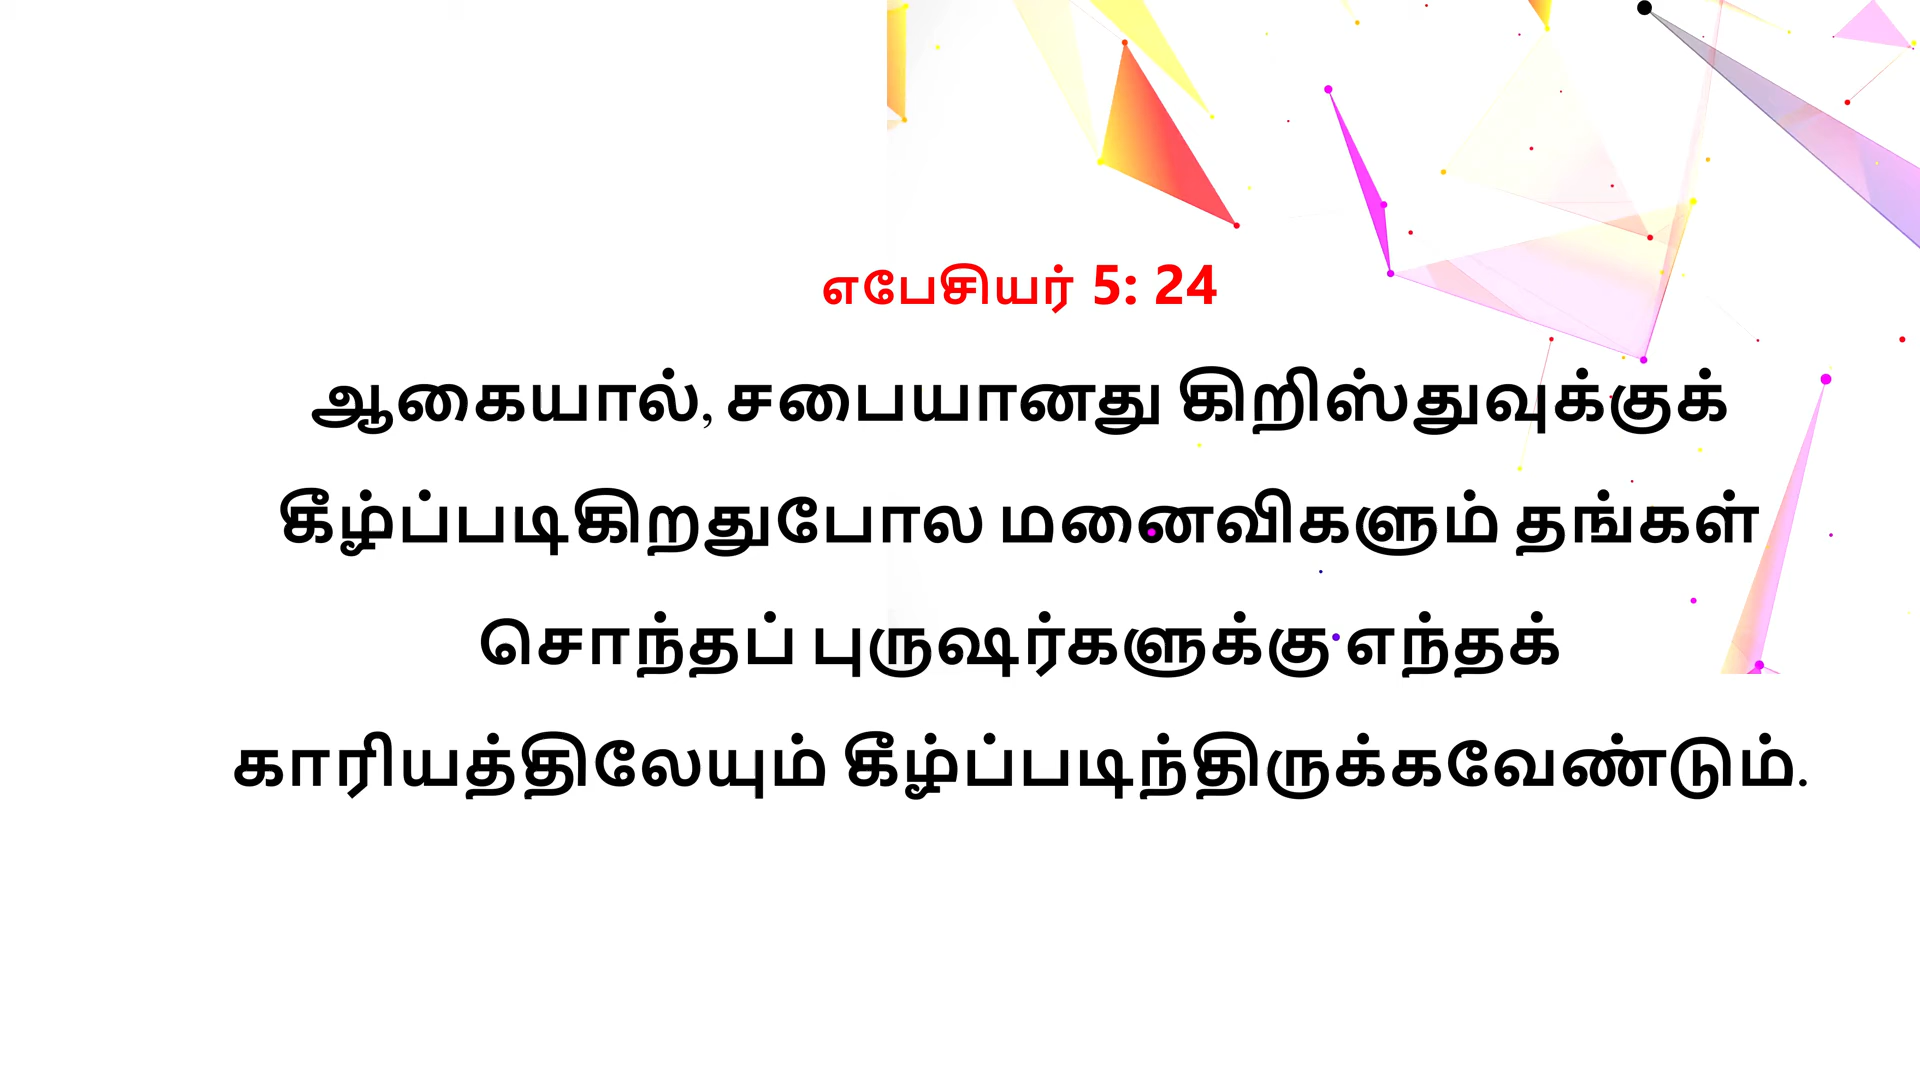 எபேசியர் 5: 24
ஆகையால், சபையானது கிறிஸ்துவுக்குக்
கீழ்ப்படிகிறதுபோல மனைவிகளும் தங்கள்
சொந்தப் புருஷர்களுக்கு எந்தக்
காரியத்திலேயும் கீழ்ப்படிந்திருக்கவேண்டும்.